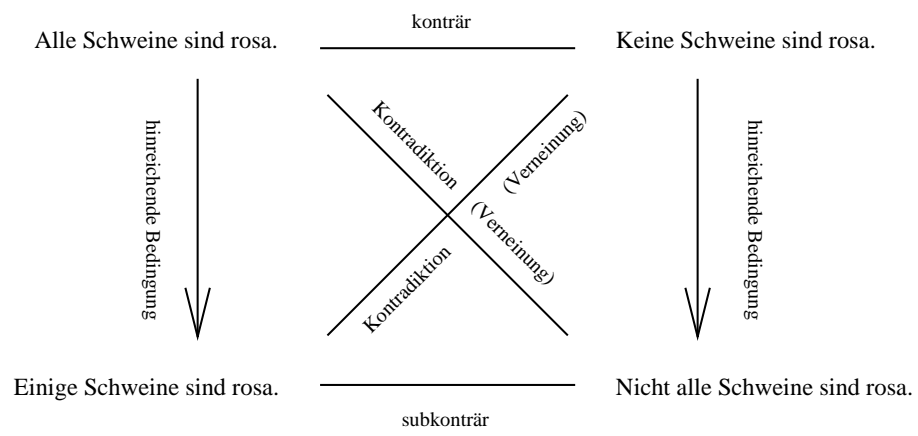 konträr
Alle Schweine sind rosa.
Keine Schweine sind rosa.
hinreichende Bedingung
Kontradiktion
(Verneinung)
(Verneinung)
Kontradiktion
hinreichende Bedingung
Einige Schweine sind rosa.
Nicht alle Schweine sind rosa.
subkonträr